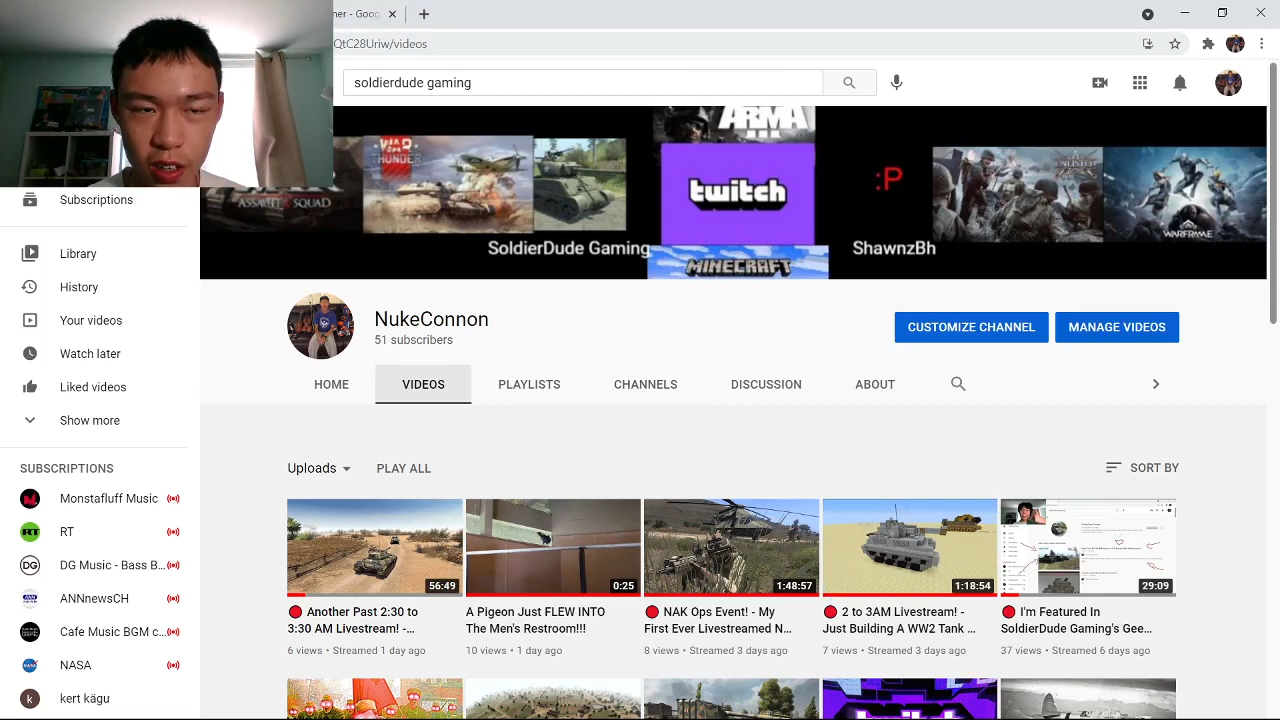 ner - Goo
QtC28Uriw/videos
soldierdude gaming
ARMA
III
WAR
THUNDER
ASSAULT SQUAD
twitch
:P
ENLISTED
WARFRAME
SoldierDude Gaming
ShawnzBh
MINECRAFT
Subscriptions
Library
History
Your videos
Watch later
Liked videos
Show more
SUBSCRIPTIONS
Monstafluff Music
RT
RT
DG
DG Music - Bass B...
ANNnewsCH
Cafe Music BGM c...
NASA
k
kert kägu
NukeConnon
51 subscribers
CUSTOMIZE CHANNEL
MANAGE VIDEOS
HOME
VIDEOS
PLAYLISTS
CHANNELS
DISCUSSION
ABOUT
Uploads
PLAY ALL
SORT BY
56:49
Another Past 2:30 to
3:30 AM Livestream! -...
6 views • Streamed 1 day ago
0:25
A Pigeon Just FLEW INTO
The Men's Restroom!!!
10 views • 1 day ago
1:48:57
NAK Ops Event! - My
First Ever Livestreamed N...
8 views • Streamed 3 days ago
1:18:54
2 to 3AM Livestream! -
Just Building A WW2 Tank ...
7 views • Streamed 3 days ago
29:09
I'm Featured In
SoldierDude Gaming's Gee...
37 views • Streamed 6 days ago